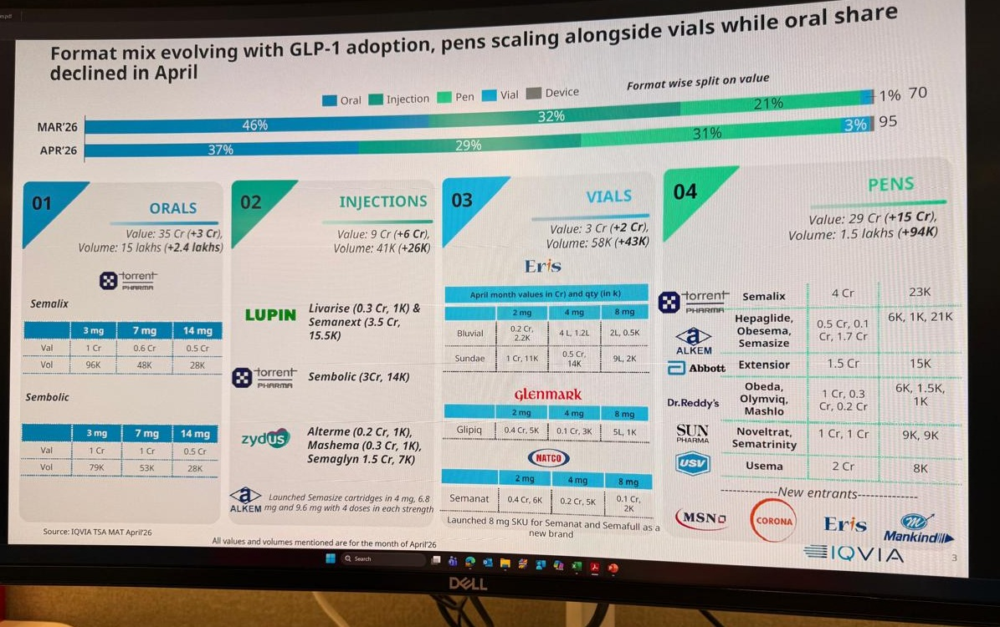 Format mix evolving with GLP-1 adoption, pens scaling alongside vials while oral share
declined in April
Oral Injection Pen Vial Device
Format wise split on value
MAR'26 46% 32% 21% 1% 70
APR'26 37% 29% 31% 3% 95
01
ORALS
Value: 35 Cr (+3 Cr),
Volume: 15 lakhs (+2.4 lakhs)
torrent
PHARMA
Semalix
3 mg 7 mg 14 mg
Val 1 Cr 0.6 Cr 0.5 Cr
Vol 96K 48K 28K
Sembolic
3 mg 7 mg 14 mg
Val 1 Cr 1 Cr 0.5 Cr
Vol 79K 53K 28K
02
INJECTIONS
Value: 9 Cr (+6 Cr),
Volume: 41K (+26K)
LUPIN
Livarise (0.3 Cr, 1K) &
Semanext (3.5 Cr,
15.5K)
torrent
PHARMA
Sembolic (3Cr, 14K)
zydus
Alterme (0.2 Cr, 1K),
Mashema (0.3 Cr, 1K),
Semaglyn 1.5 Cr, 7K)
a
ALKEM
Launched Semasize cartridges in 4 mg, 6.8
mg and 9.6 mg with 4 doses in each strength
03
VIALS
Value: 3 Cr (+2 Cr),
Volume: 58K (+43K)
Eris
April month values in Cr) and qty (in k)
2 mg 4 mg 8 mg
Bluvial 0.2 Cr, 2.2K 4 L, 1.2L 2L, 0.5K
Sundae 1 Cr, 11K 0.5 Cr, 14K 9L, 2K
glenmark
2 mg 4 mg 8 mg
Glipiq 0.4 Cr, 5K 0.1 Cr, 3K 5L, 1K
NATCO
2 mg 4 mg 8 mg
Semanat 0.4 Cr, 6K 0.2 Cr, 5K 0.1 Cr, 2K
Launched 8 mg SKU for Semanat and Semafull as a
new brand
04
PENS
Value: 29 Cr (+15 Cr),
Volume: 1.5 lakhs (+94K)
torrent
PHARMA
Semalix 4 Cr 23K
a
ALKEM
Hepaglide,
Obesema,
Semasize
0.5 Cr, 0.1
Cr, 1.7 Cr
6K, 1K, 21K
Abbott
Extensior 1.5 Cr 15K
Dr.Reddy's
Obeda,
Olymviq,
Mashlo
1 Cr, 0.3
Cr, 0.2 Cr
6K, 1.5K,
1K
SUN
PHARMA
Noveltrat,
Sematrinity
1 Cr, 1 Cr
9K, 9K
USV
Usema 2 Cr 8K
--------------New entrants--------------
MSN
CORONA
Eris
Mankind
Source: IQVIA TSA MAT April'26
All values and volumes mentioned are for the month of April'26
IQVIA
3
Search
DELL